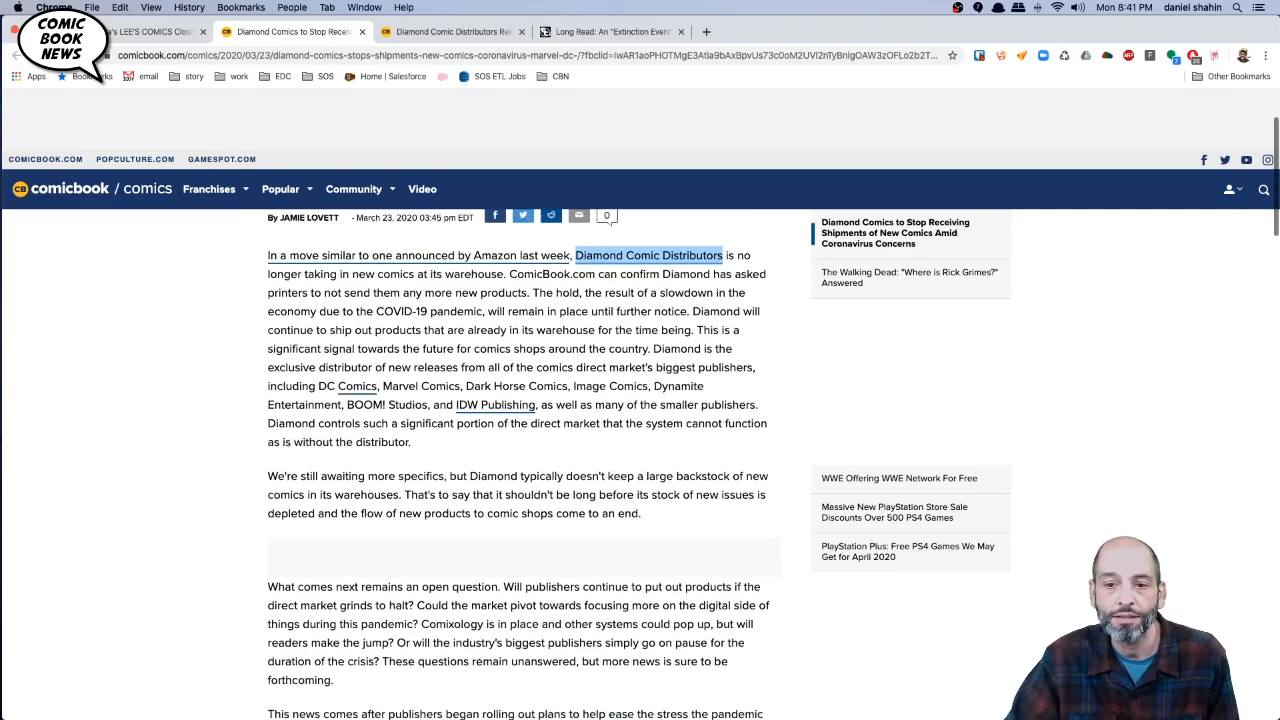 Bookmarks People Tab Window Help
Mon 8:41 PM daniel shahin
COMIC
BOOK
NEWS
LEE'S COMICS Clos
Diamond Comics to Stop Recei
Diamond Comic Distributors Re
Long Read: An "Extinction Event
comicbook.com/comics/2020/03/23/diamond-comics-stops-shipments-new-comics-coronavirus-marvel-dc-/?fbclid=
Apps
email
story
work
EDC
SOS
Home | Salesforce
SOS ETL Jobs
CBN
Other Bookmarks
COMICBOOK.COM POPCULTURE.COM GAMESPOT.COM
CB comicbook / comics Franchises Popular Community Video
By JAMIE LOVETT - March 23, 2020 03:45 pm EDT
0
In a move similar to one announced by Amazon last week, Diamond Comic Distributors is no
longer taking in new comics at its warehouse. ComicBook.com can confirm Diamond has asked
printers to not send them any more new products. The hold, the result of a slowdown in the
economy due to the COVID-19 pandemic, will remain in place until further notice. Diamond will
continue to ship out products that are already in its warehouse for the time being. This is a
significant signal towards the future for comics shops around the country. Diamond is the
exclusive distributor of new releases from all of the comics direct market's biggest publishers,
including DC Comics, Marvel Comics, Dark Horse Comics, Image Comics, Dynamite
Entertainment, BOOM! Studios, and IDW Publishing, as well as many of the smaller publishers.
Diamond controls such a significant portion of the direct market that the system cannot function
as is without the distributor.
We're still awaiting more specifics, but Diamond typically doesn't keep a large backstock of new
comics in its warehouses. That's to say that it shouldn't be long before its stock of new issues is
depleted and the flow of new products to comic shops come to an end.
What comes next remains an open question. Will publishers continue to put out products if the
direct market grinds to halt? Could the market pivot towards focusing more on the digital side of
things during this pandemic? Comixology is in place and other systems could pop up, but will
readers make the jump? Or will the industry's biggest publishers simply go on pause for the
duration of the crisis? These questions remain unanswered, but more news is sure to be
forthcoming.
This news comes after publishers began rolling out plans to help ease the stress the pandemic
Diamond Comics to Stop Receiving
Shipments of New Comics Amid
Coronavirus Concerns
The Walking Dead: "Where is Rick Grimes?"
Answered
WWE Offering WWE Network For Free
Massive New PlayStation Store Sale
Discounts Over 500 PS4 Games
PlayStation Plus: Free PS4 Games We May
Get for April 2020